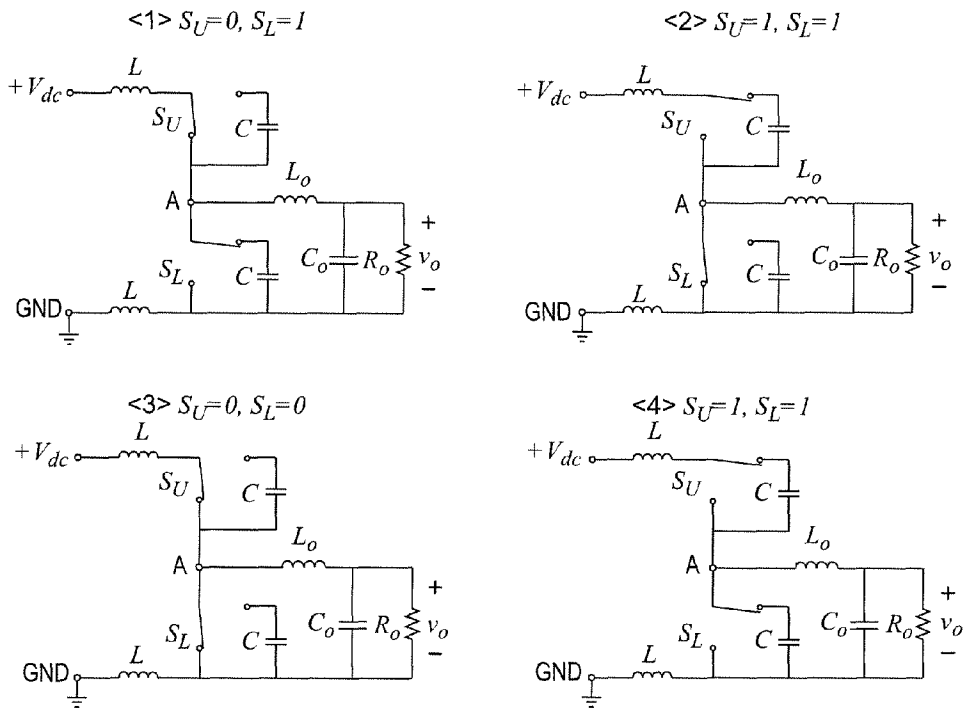 <1> S_U=0, S_L=1
L
+V_dc
S_U
C
L_o
A
S_L
C
C_o
R_o
+
v_o
−
L
GND
<2> S_U=1, S_L=1
L
+V_dc
S_U
C
L_o
A
S_L
C
C_o
R_o
+
v_o
−
L
GND
<3> S_U=0, S_L=0
L
+V_dc
S_U
C
L_o
A
S_L
C
C_o
R_o
+
v_o
−
L
GND
<4> S_U=1, S_L=1
L
+V_dc
S_U
C
L_o
A
S_L
C
C_o
R_o
+
v_o
−
L
GND